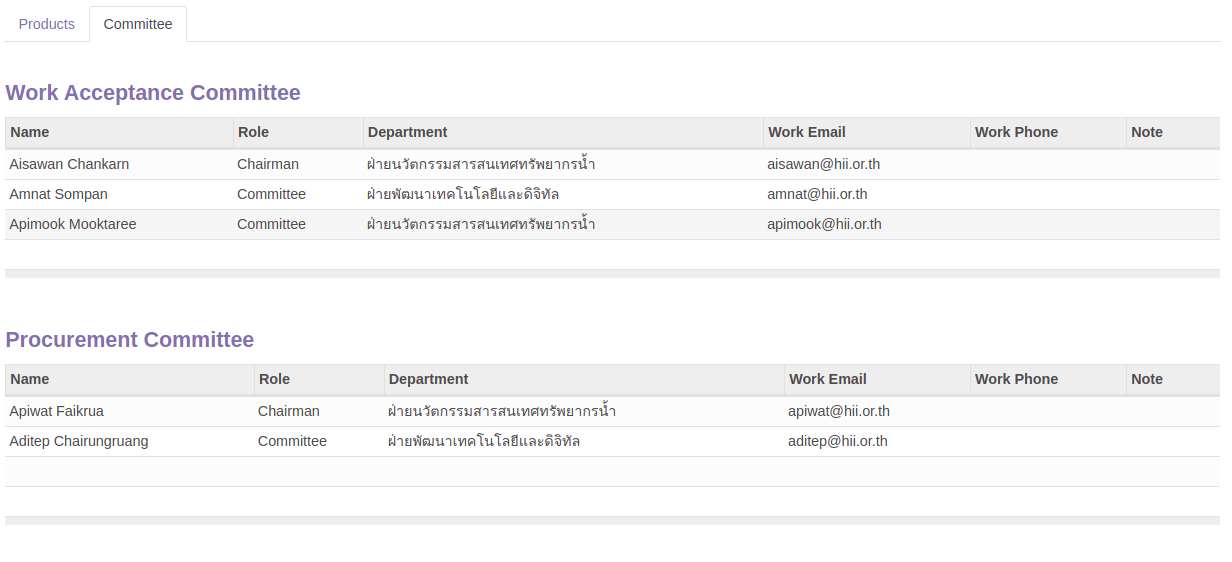 Products Committee
Work Acceptance Committee
Name Role Department Work Email Work Phone Note
Aisawan Chankarn Chairman ฝ่ายนวัตกรรมสารสนเทศทรัพยากรน้ำ aisawan@hii.or.th
Amnat Sompan Committee ฝ่ายพัฒนาเทคโนโลยีและดิจิทัล amnat@hii.or.th
Apimook Mooktaree Committee ฝ่ายนวัตกรรมสารสนเทศทรัพยากรน้ำ apimook@hii.or.th
Procurement Committee
Name Role Department Work Email Work Phone Note
Apiwat Faikrua Chairman ฝ่ายนวัตกรรมสารสนเทศทรัพยากรน้ำ apiwat@hii.or.th
Aditep Chairungruang Committee ฝ่ายพัฒนาเทคโนโลยีและดิจิทัล aditep@hii.or.th